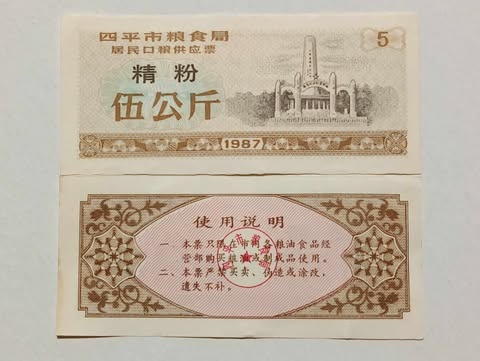 四平市粮食局
居民口粮供应票
5
精粉
伍公斤
1987
使用说明
一、本票只限在市内各粮油食品经
营部购买粮油或制成品使用。
二、本票严禁买卖、伪造或涂改，
遗失不补。